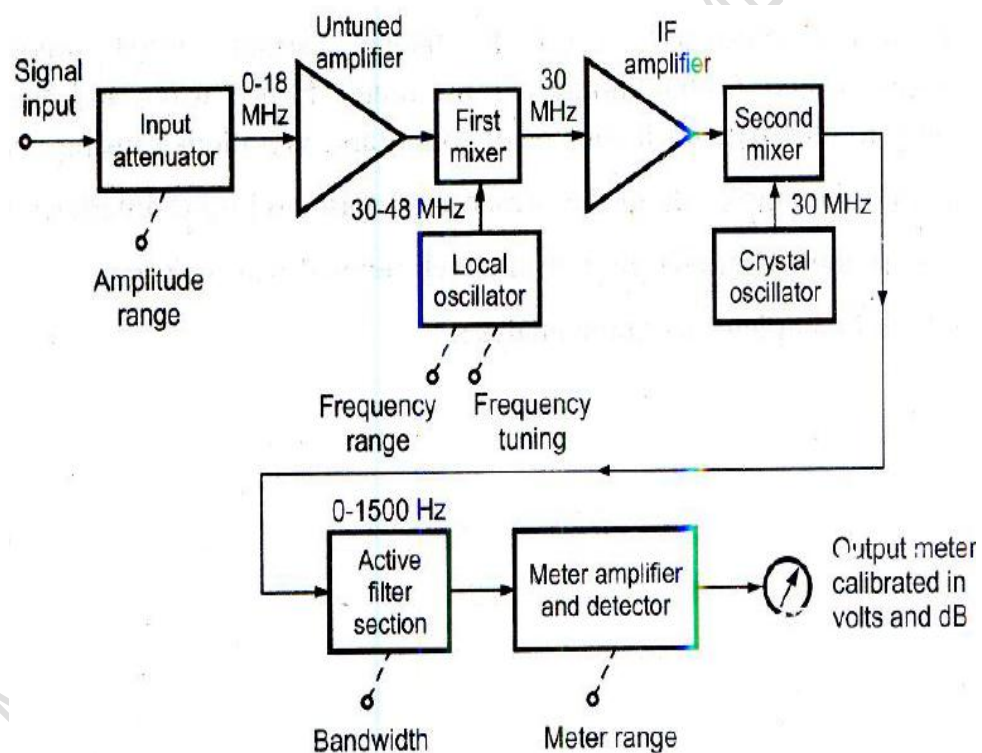 Signal
input
Input
attenuator
Amplitude
range
0-18
MHz
Untuned
amplifier
First
mixer
30-48 MHz
Local
oscillator
Frequency
range
Frequency
tuning
30
MHz
IF
amplifier
Second
mixer
30 MHz
Crystal
oscillator
0-1500 Hz
Active
filter
section
Bandwidth
Meter amplifier
and detector
Meter range
Output meter
calibrated in
volts and dB